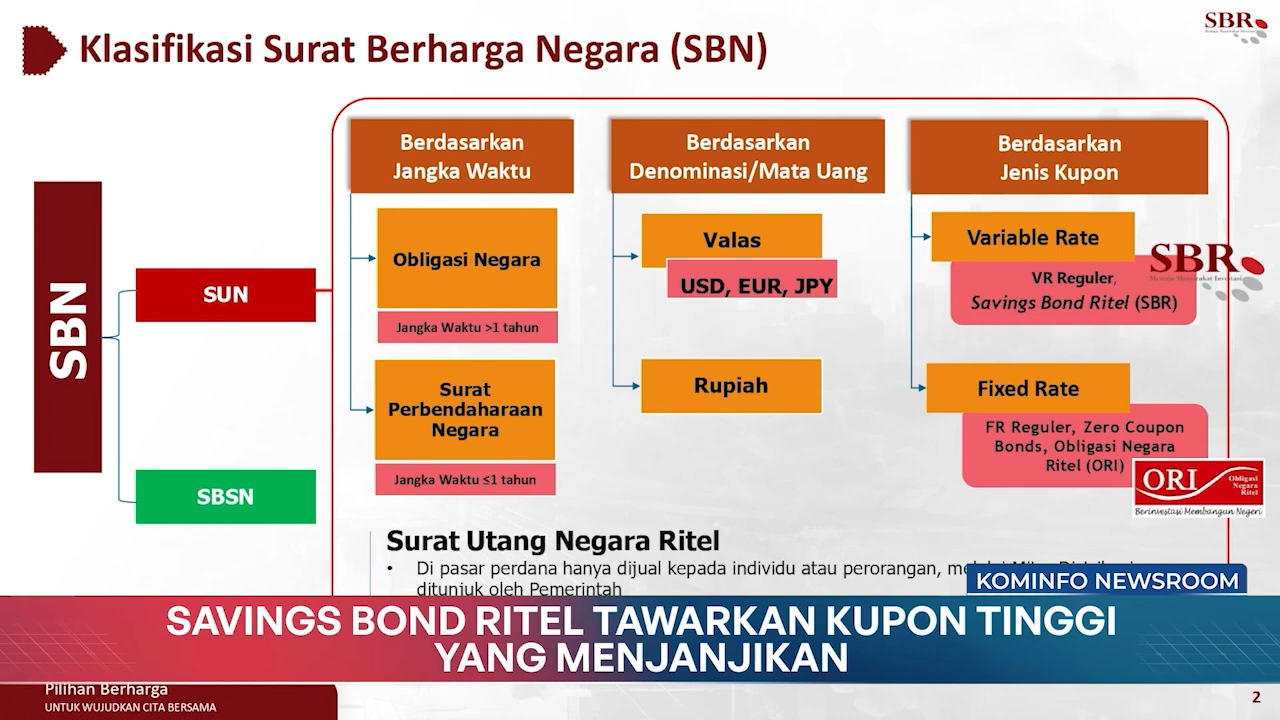 Klasifikasi Surat Berharga Negara (SBN)
SBR
SBN
SUN
SBSN
Berdasarkan
Jangka Waktu
Obligasi Negara
Jangka Waktu >1 tahun
Surat
Perbendaharaan
Negara
Jangka Waktu ≤1 tahun
Berdasarkan
Denominasi/Mata Uang
Valas
USD, EUR, JPY
Rupiah
Berdasarkan
Jenis Kupon
Variable Rate
VR Reguler,
Savings Bond Ritel (SBR)
SBR
Fixed Rate
FR Reguler, Zero Coupon
Bonds, Obligasi Negara
Ritel (ORI)
ORI
Obligasi
Negara
Ritel
Berinvestasi Membangun Negeri
Surat Utang Negara Ritel
• Di pasar perdana hanya dijual kepada individu atau perorangan,
ditunjuk oleh Pemerintah
KOMINFO NEWSROOM
SAVINGS BOND RITEL TAWARKAN KUPON TINGGI
YANG MENJANJIKAN
Pilihan Berharga
UNTUK WUJUDKAN CITA BERSAMA
2